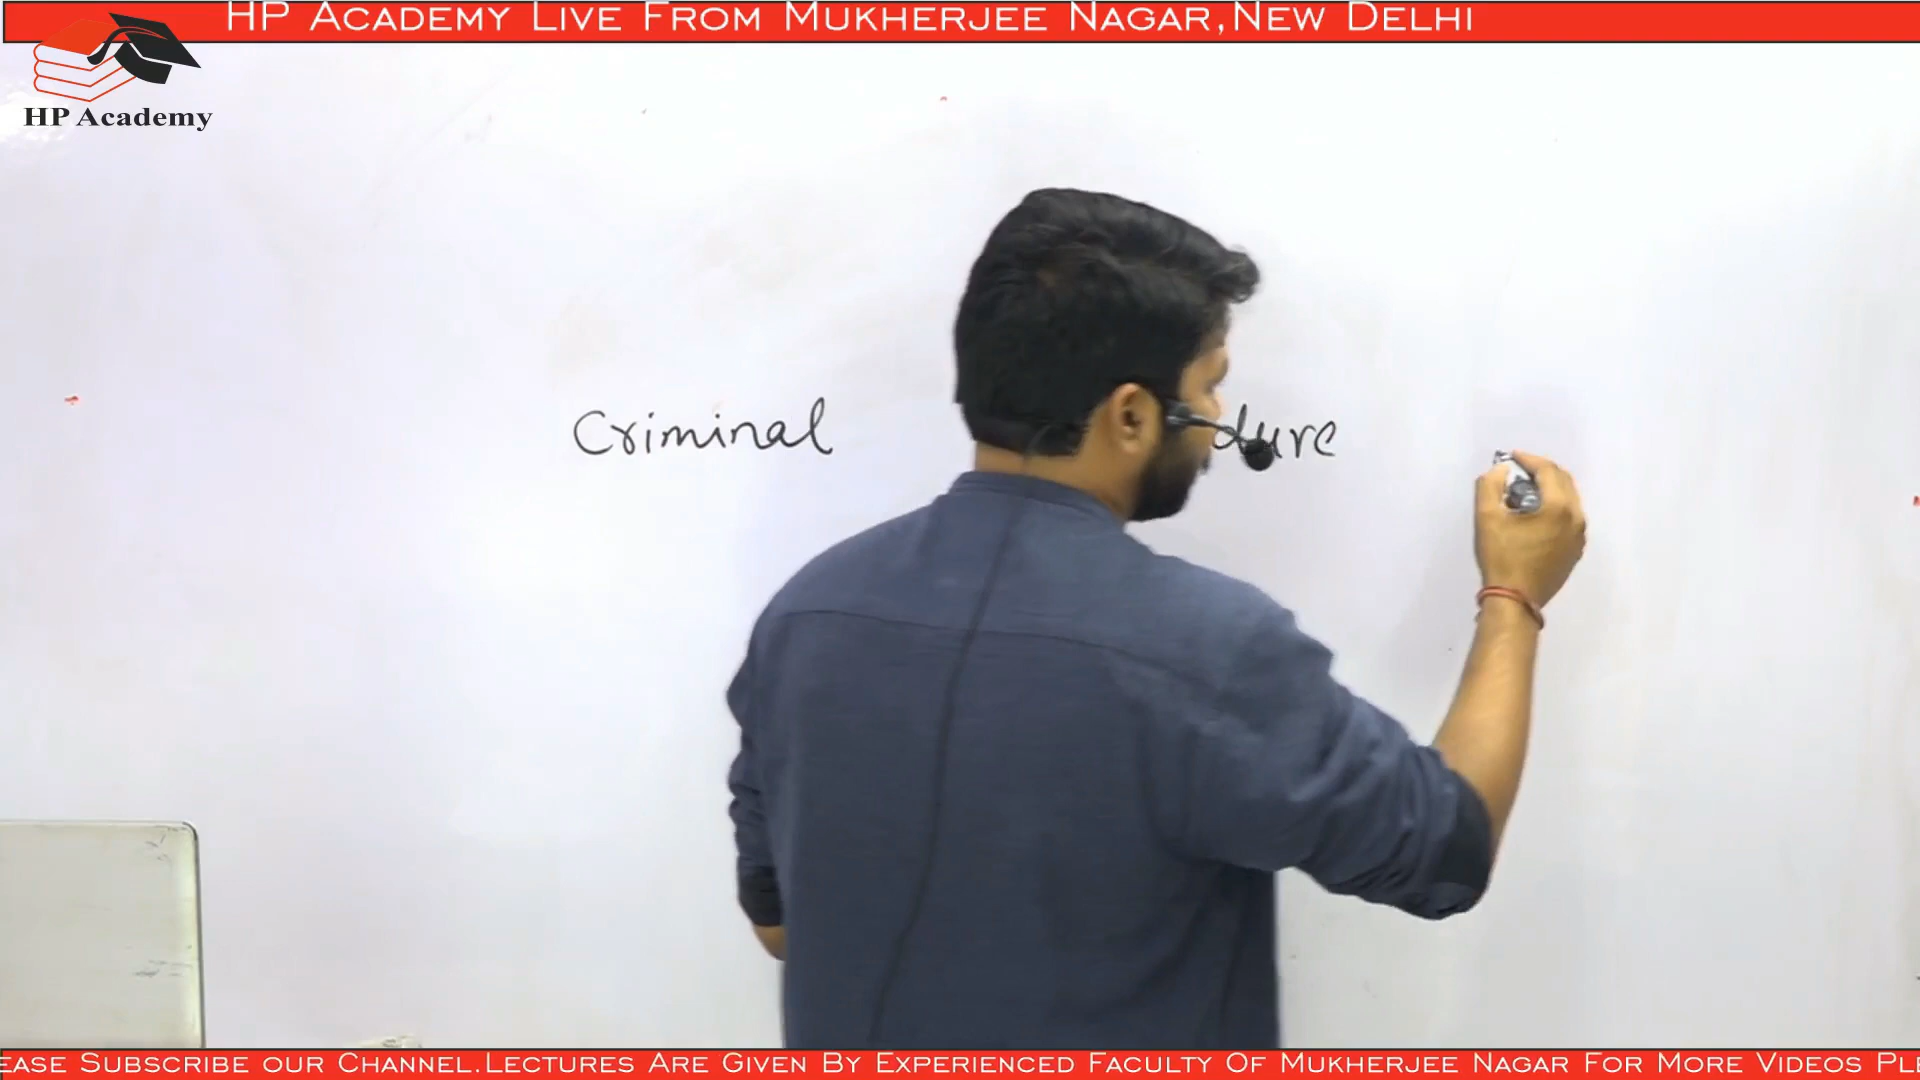 HP Academy Live From Mukherjee Nagar,New Delhi
HP Academy
Criminal dure
ease Subscribe our Channel.Lectures Are Given By Experienced Faculty Of Mukherjee Nagar For More Videos Ple